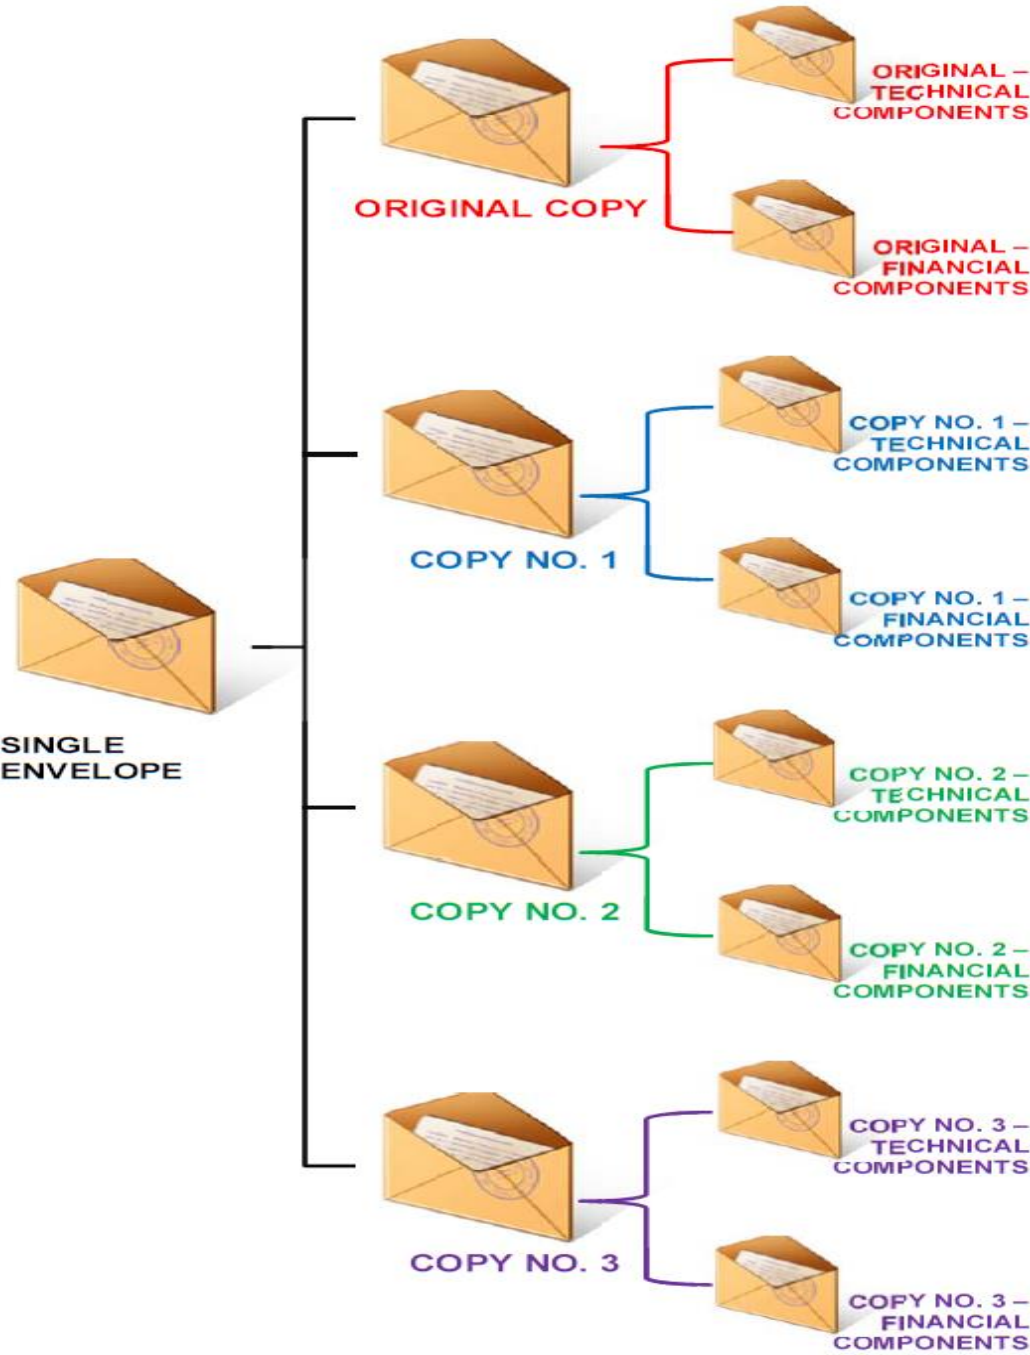 ORIGINAL –
TECHNICAL
COMPONENTS
ORIGINAL COPY
ORIGINAL –
FINANCIAL
COMPONENTS
COPY NO. 1 –
TECHNICAL
COMPONENTS
COPY NO. 1
COPY NO. 1 –
FINANCIAL
COMPONENTS
SINGLE
ENVELOPE
COPY NO. 2 –
TECHNICAL
COMPONENTS
COPY NO. 2
COPY NO. 2 –
FINANCIAL
COMPONENTS
COPY NO. 3 –
TECHNICAL
COMPONENTS
COPY NO. 3
COPY NO. 3 –
FINANCIAL
COMPONENTS